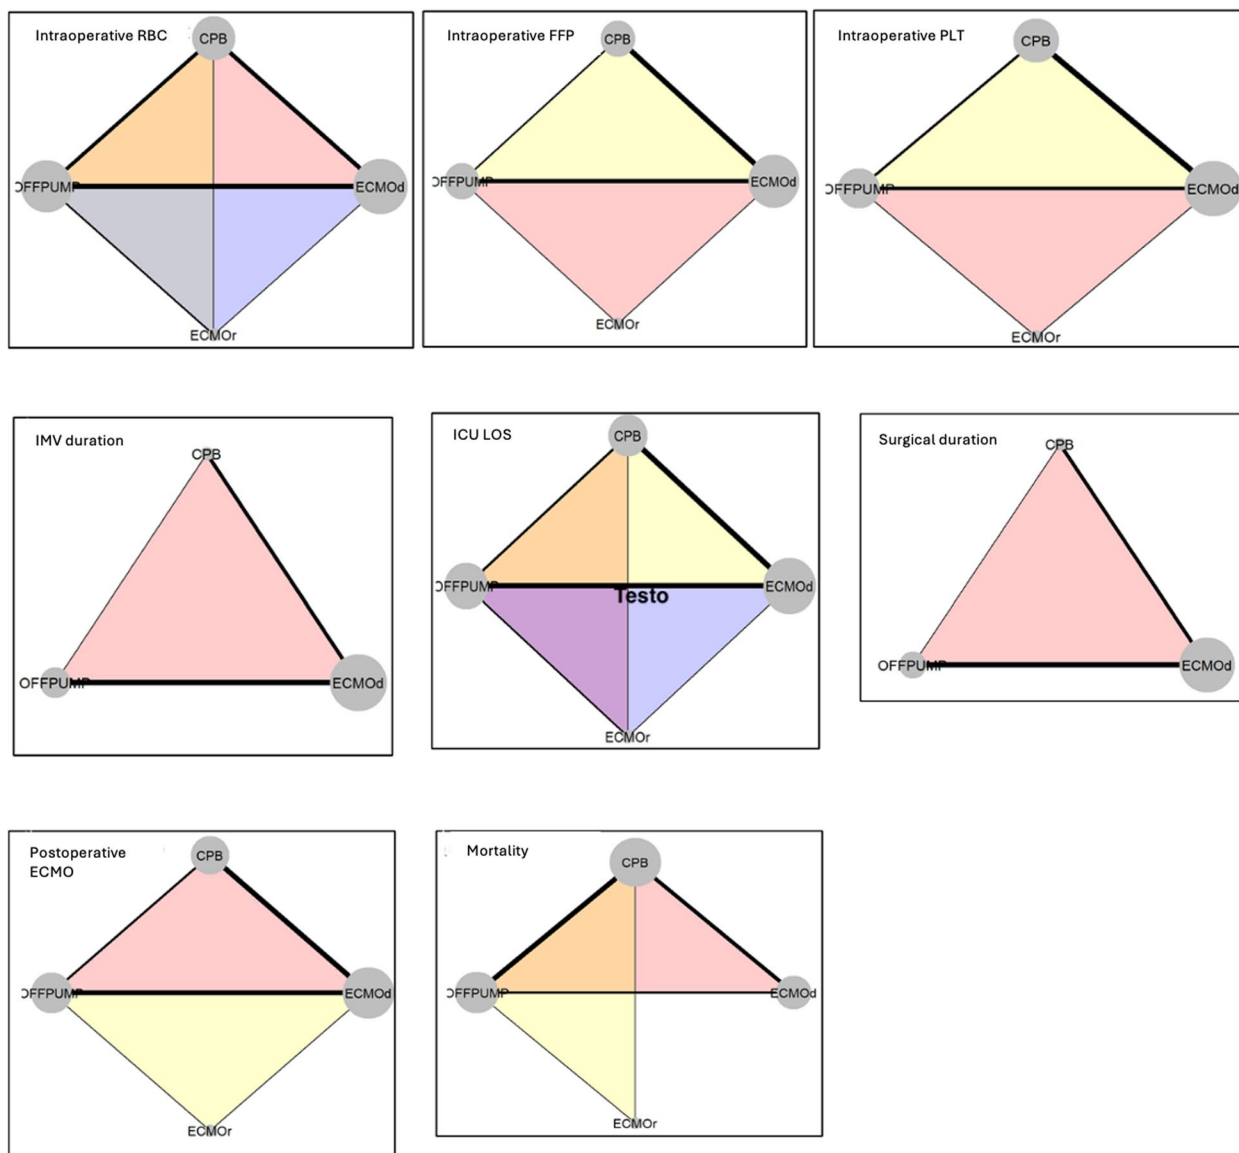 Intraoperative RBC
CPB
OFFPUMP
ECMOd
ECMOr
Intraoperative FFP
CPB
OFFPUMP
ECMOd
ECMOr
Intraoperative PLT
CPB
OFFPUMP
ECMOd
ECMOr
IMV duration
CPB
OFFPUMP
ECMOd
ICU LOS
CPB
OFFPUMP
ECMOd
Testo
ECMOr
Surgical duration
CPB
OFFPUMP
ECMOd
Postoperative
ECMO
CPB
OFFPUMP
ECMOd
ECMOr
Mortality
CPB
OFFPUMP
ECMOd
ECMOr